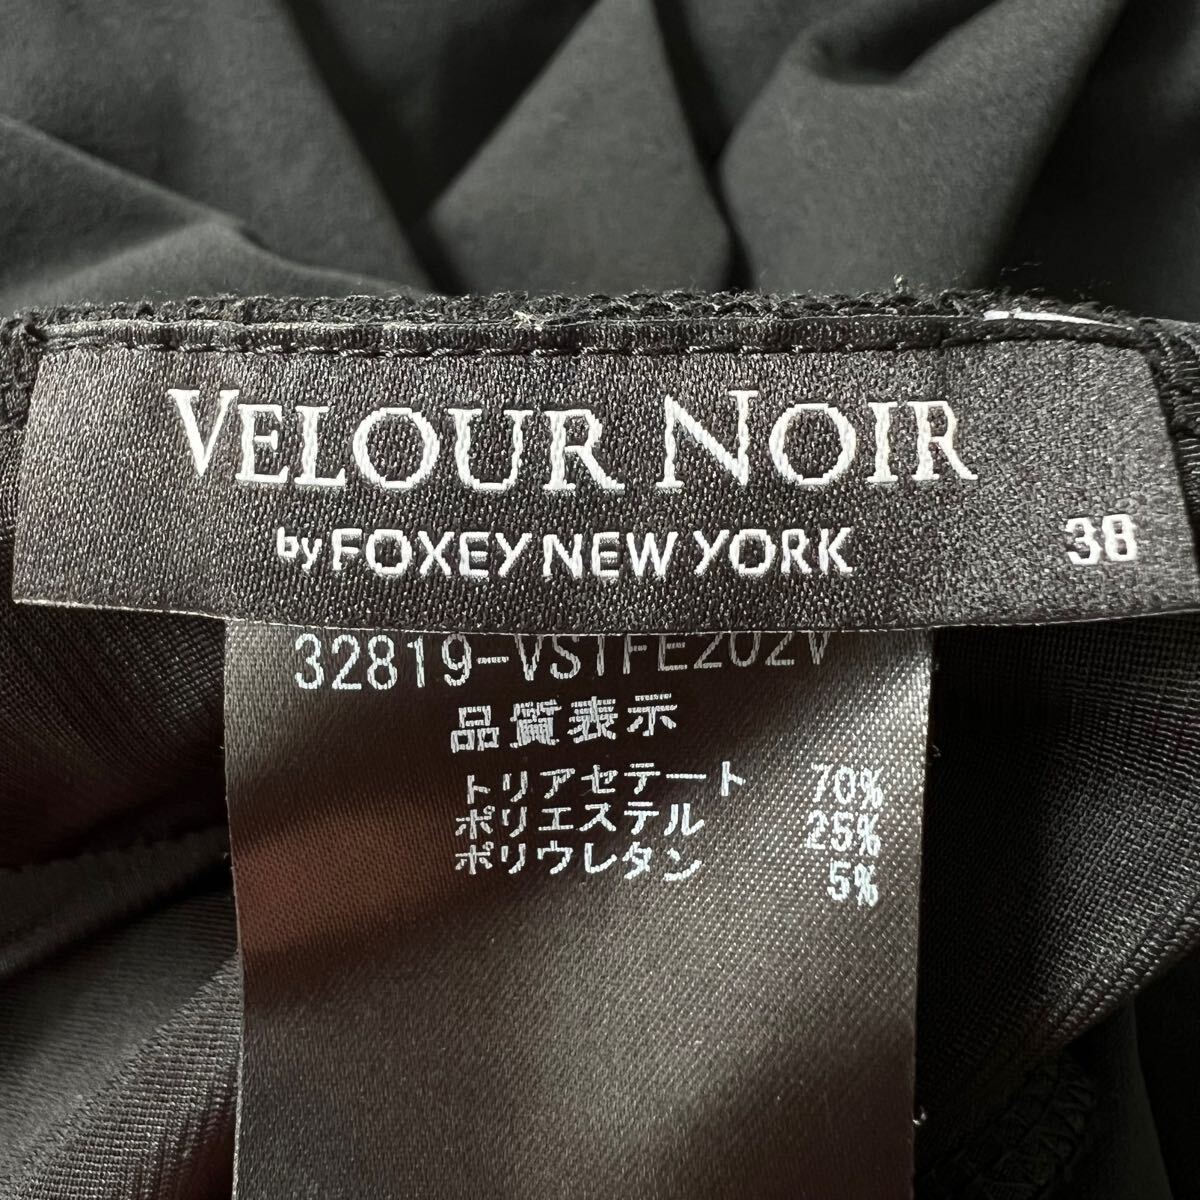 VELOUR NOIR
by FOXEY NEW YORK
38
32819-VSTFE202V
品質表示
トリアセテート 70%
ポリエステル 25%
ポリウレタン 5%